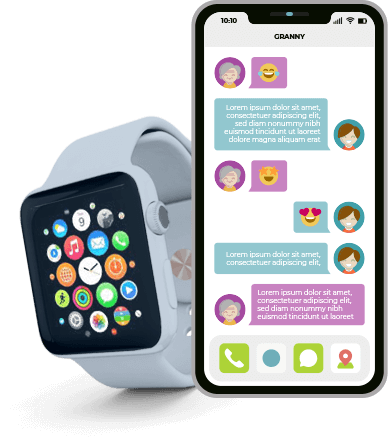 10:10
GRANNY
Lorem ipsum dolor sit amet,
consectetuer adipiscing elit,
sed diam nonummy nibh
euismod tincidunt ut laoreet
dolore magna aliquam erat
Lorem ipsum dolor sit amet,
consectetuer adipiscing elit,
Lorem ipsum dolor sit amet,
consectetuer adipiscing elit,
sed diam nonummy nibh
euismod tincidunt ut laoreet
9